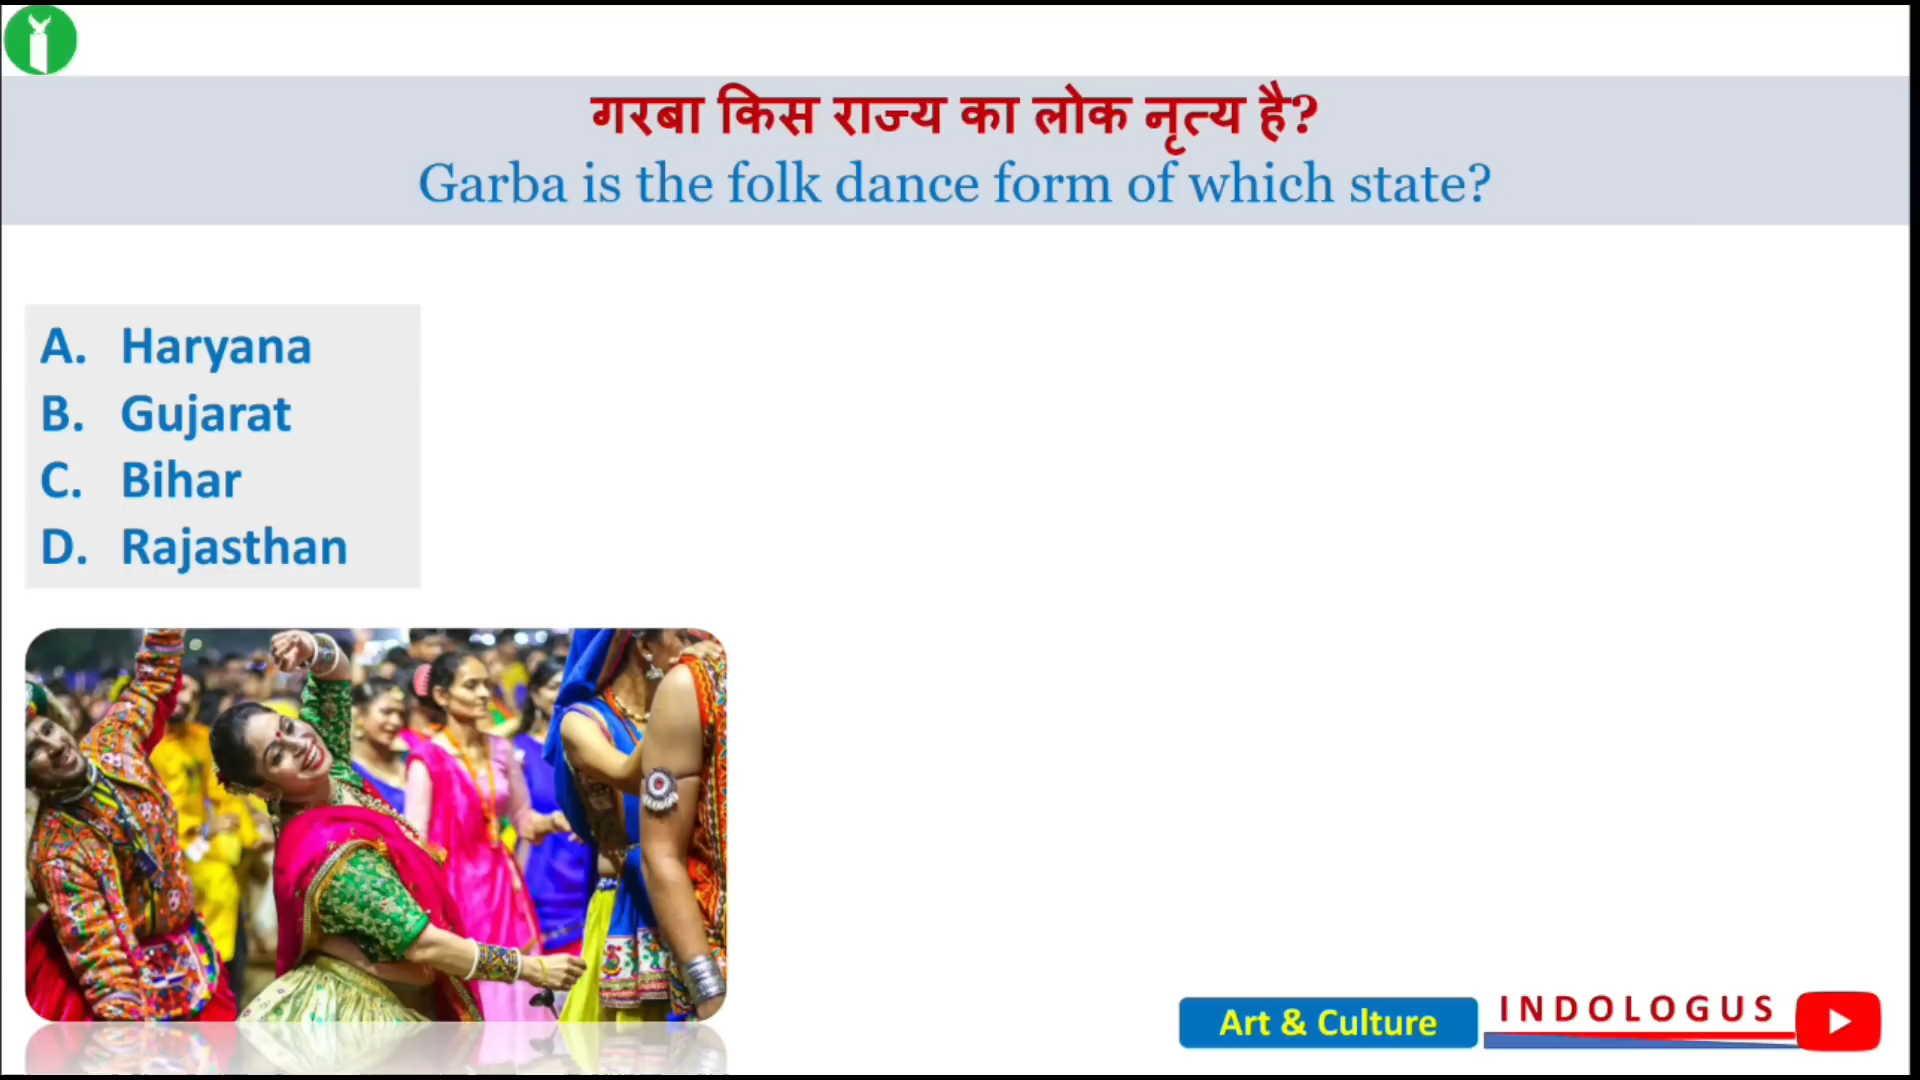 गरबा किस राज्य का लोक नृत्य है?
Garba is the folk dance form of which state?
A. Haryana
B. Gujarat
C. Bihar
D. Rajasthan
Art & Culture
INDOLOGUS